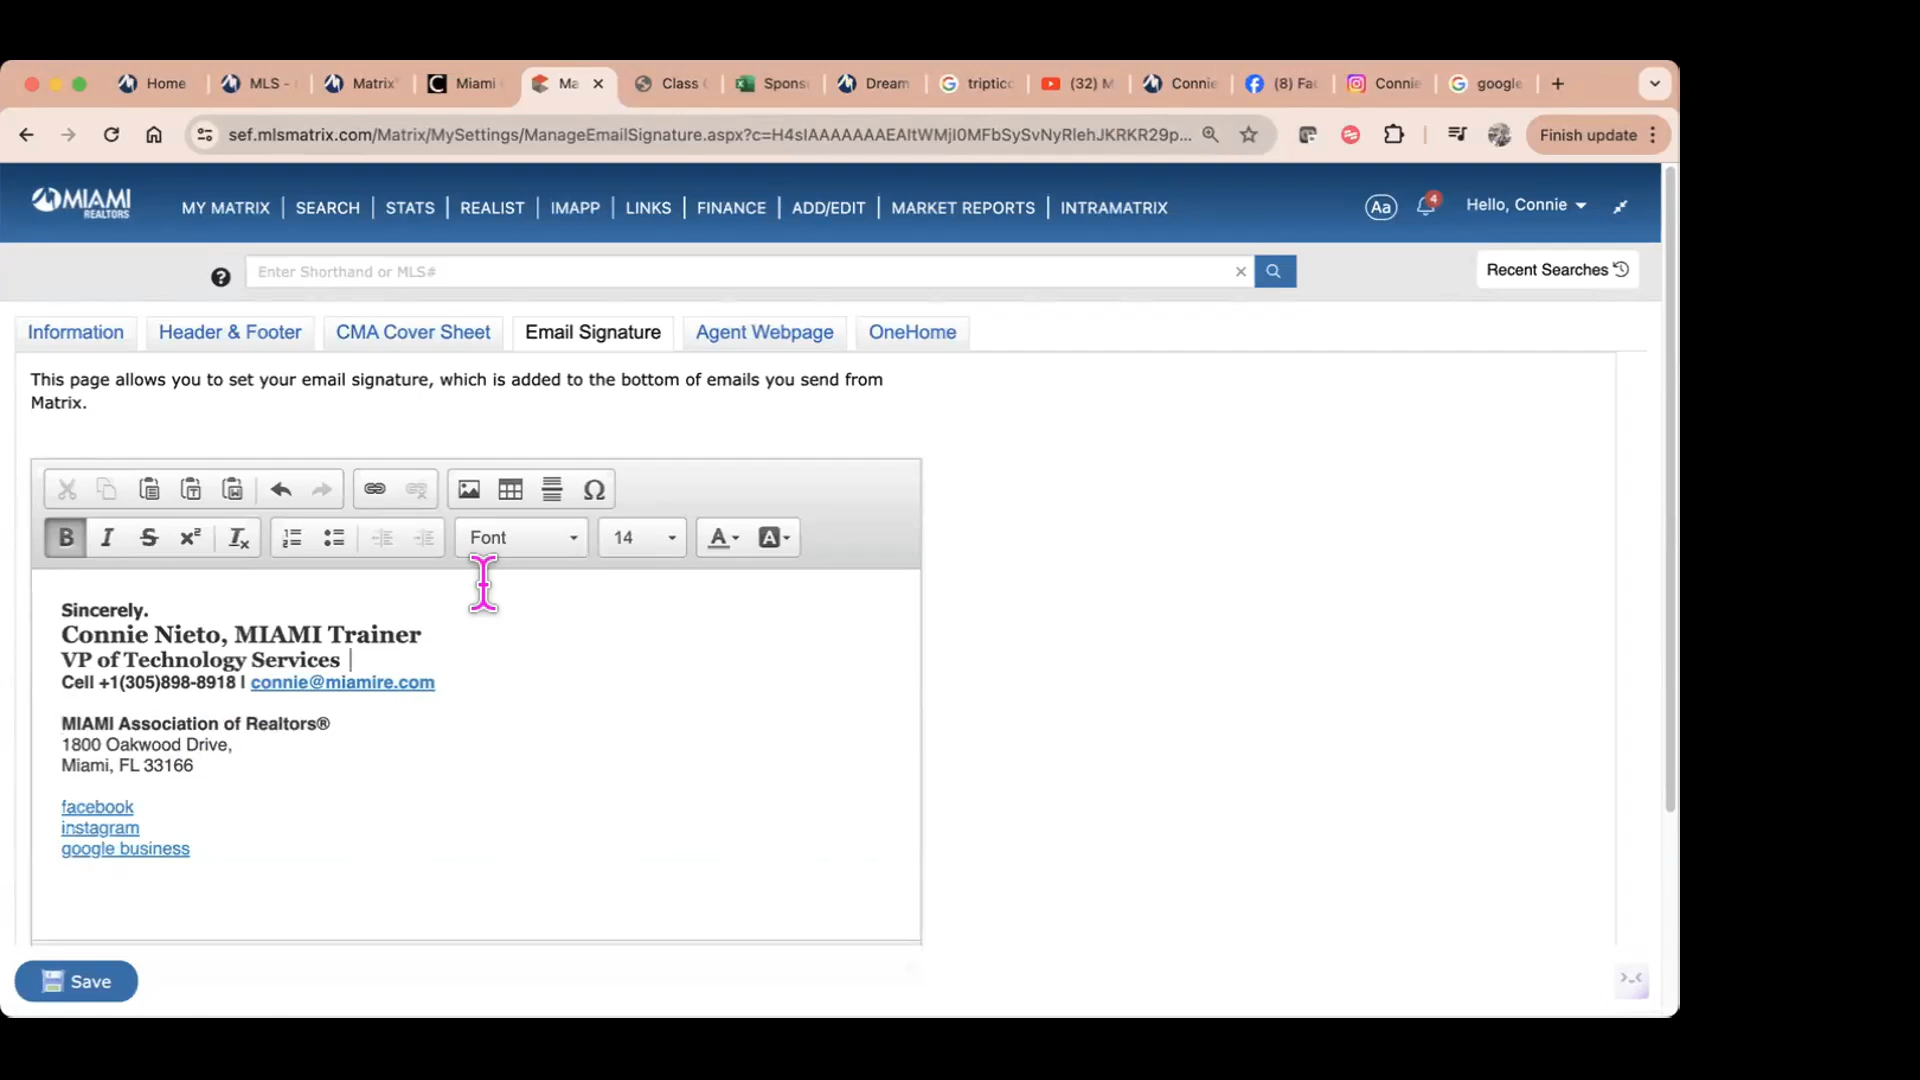 Home
MLS -
Matrix
Miami
Ma
Class
Spons
Dream
triptic
(32) M
Connie
(8) Fa
Connie
google
sef.mlsmatrix.com/Matrix/MySettings/ManageEmailSignature.aspx?c=H4sIAAAAAAAEAItWMjI0MFbSySvNyRlehJKRKR29p...
Finish update
MIAMI
REALTORS
MY MATRIX
SEARCH
STATS
REALIST
IMAPP
LINKS
FINANCE
ADD/EDIT
MARKET REPORTS
INTRAMATRIX
Aa
4
Hello, Connie
Enter Shorthand or MLS#
Recent Searches
Information
Header & Footer
CMA Cover Sheet
Email Signature
Agent Webpage
OneHome
This page allows you to set your email signature, which is added to the bottom of emails you send from
Matrix.
Font
14
Sincerely.
Connie Nieto, MIAMI Trainer
VP of Technology Services
Cell +1(305)898-8918 I connie@miamire.com
MIAMI Association of Realtors®
1800 Oakwood Drive,
Miami, FL 33166
facebook
instagram
google business
Save